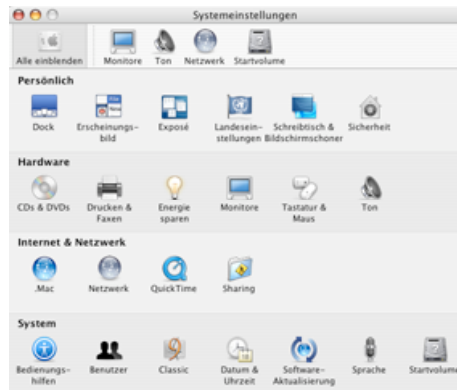 Systemeinstellungen
Alle einblenden Monitore Ton Netzwerk Startvolume
Persönlich
Dock Erscheinungs- Exposé Landesein- Schreibtisch & Sicherheit
bild stellungen Bildschirmschoner
Hardware
CDs & DVDs Drucken & Energie Monitore Tastatur & Ton
Faxen sparen Maus
Internet & Netzwerk
.Mac Netzwerk QuickTime Sharing
System
Bedienungs- Benutzer Classic Datum & Software- Sprache Startvolume
hilfen Uhrzeit Aktualisierung